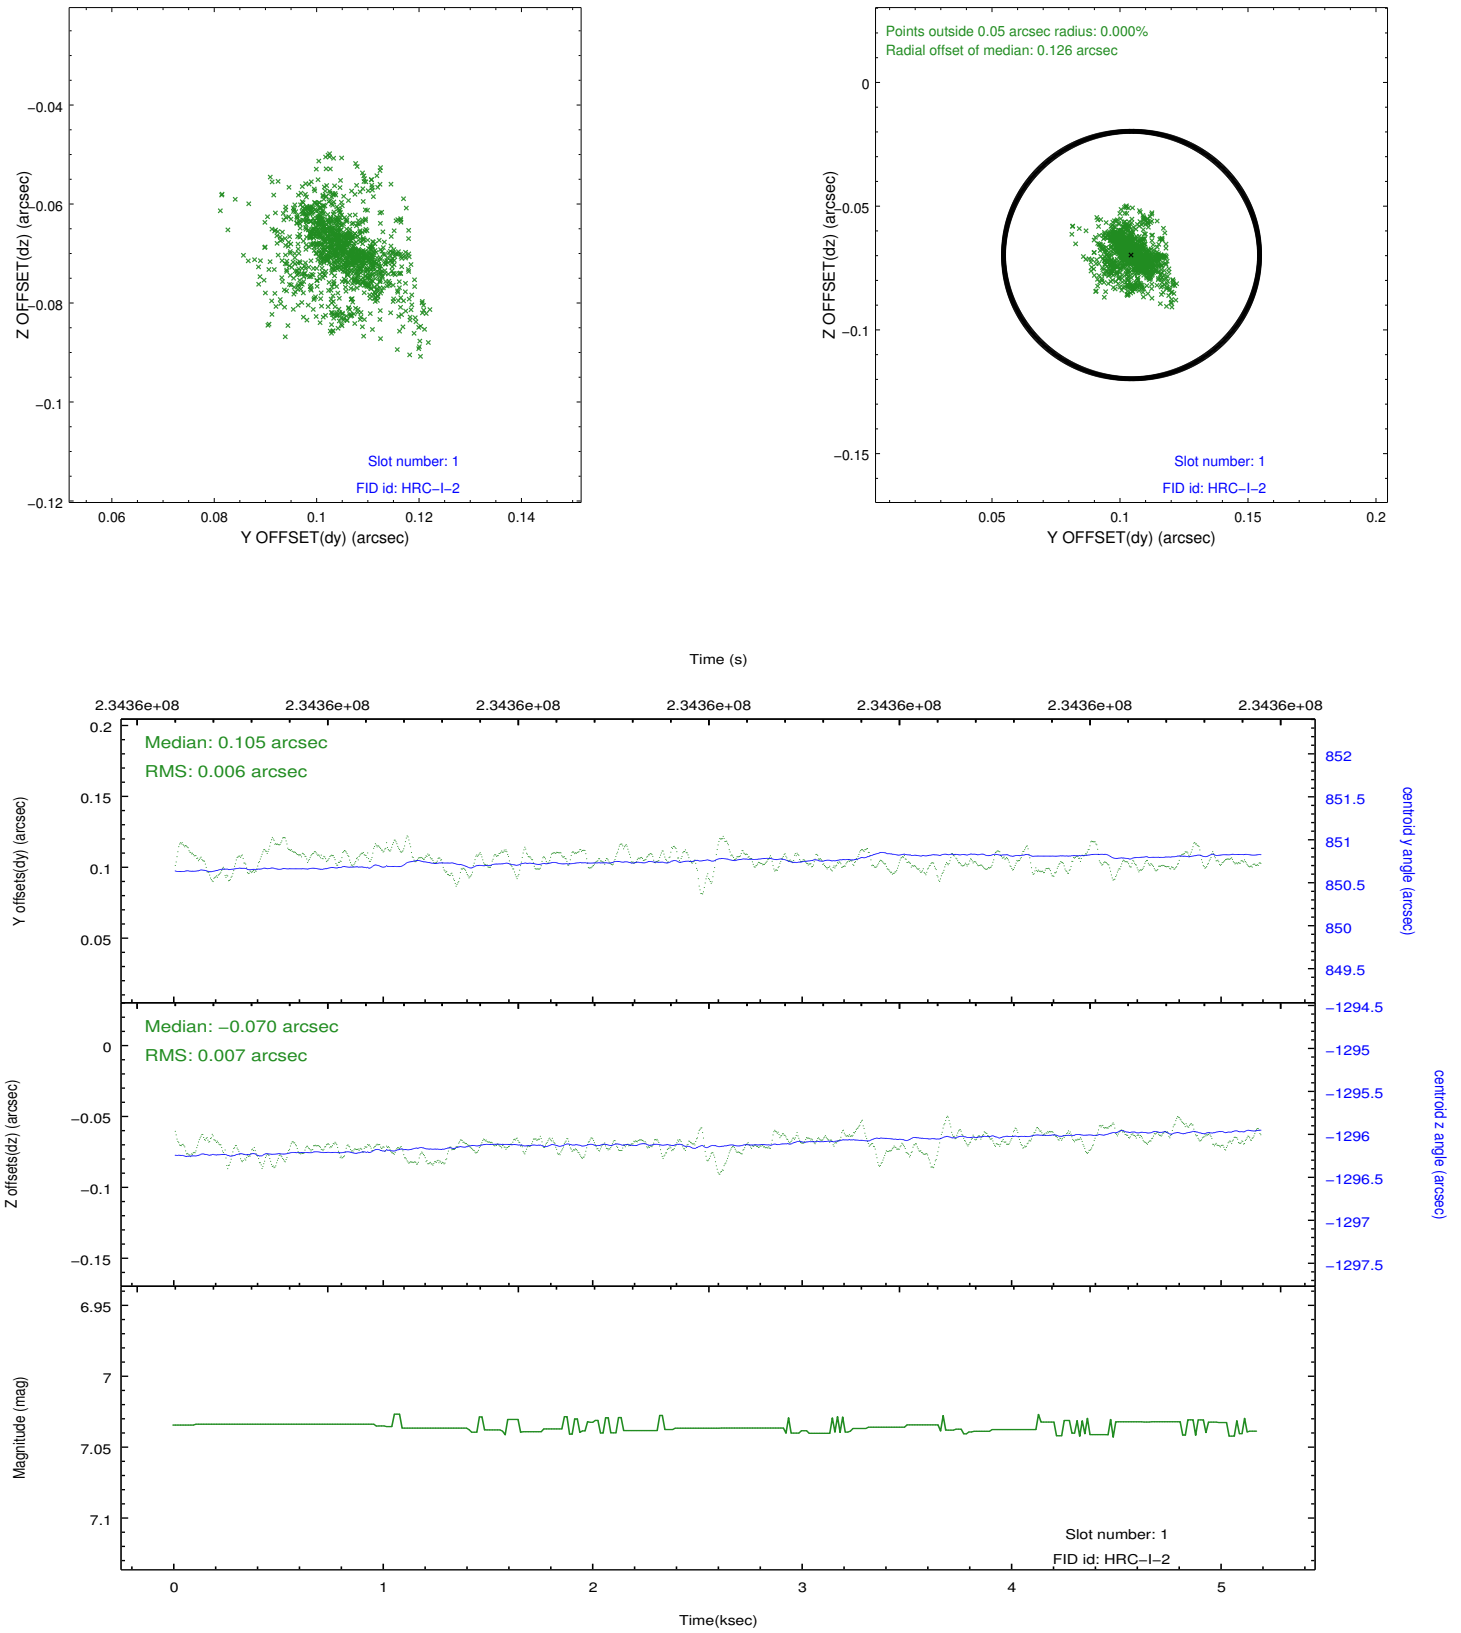 −0.04
−0.06
−0.08
−0.1
−0.12
0.06
0.08
0.1
0.12
0.14
Z OFFSET(dz) (arcsec)
Y OFFSET(dy) (arcsec)
Slot number: 1
FID id: HRC−I−2
Points outside 0.05 arcsec radius: 0.000%
Radial offset of median: 0.126 arcsec
0
−0.05
−0.1
−0.15
0.05
0.1
0.15
0.2
Z OFFSET(dz) (arcsec)
Y OFFSET(dy) (arcsec)
Slot number: 1
FID id: HRC−I−2
Time (s)
2.3436e+08
2.3436e+08
2.3436e+08
2.3436e+08
2.3436e+08
2.3436e+08
2.3436e+08
0.2
0.15
0.1
0.05
Y offsets(dy) (arcsec)
Median: 0.105 arcsec
RMS: 0.006 arcsec
852
851.5
851
850.5
850
849.5
centroid y angle (arcsec)
0
−0.05
−0.1
−0.15
Z offsets(dz) (arcsec)
Median: −0.070 arcsec
RMS: 0.007 arcsec
−1294.5
−1295
−1295.5
−1296
−1296.5
−1297
−1297.5
centroid z angle (arcsec)
6.95
7
7.05
7.1
Magnitude (mag)
Slot number: 1
FID id: HRC−I−2
0
1
2
3
4
5
Time(ksec)